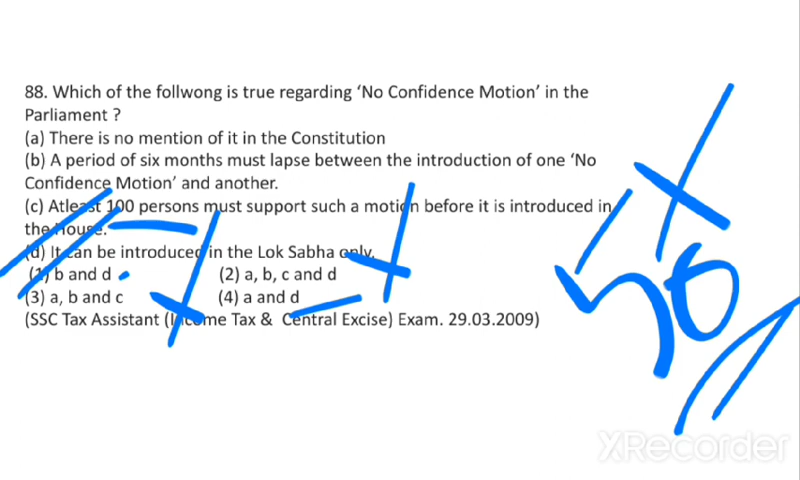 88. Which of the follwong is true regarding ‘No Confidence Motion’ in the
Parliament ?
(a) There is no mention of it in the Constitution
(b) A period of six months must lapse between the introduction of one ‘No
Confidence Motion’ and another.
(c) Atleast 100 persons must support such a motion before it is introduced in
the House.
(d) It can be introduced in the Lok Sabha only.
(1) b and d
(2) a, b, c and d
(3) a, b and c
(4) a and d
(SSC Tax Assistant (Income Tax & Central Excise) Exam. 29.03.2009)
50
XRecorder